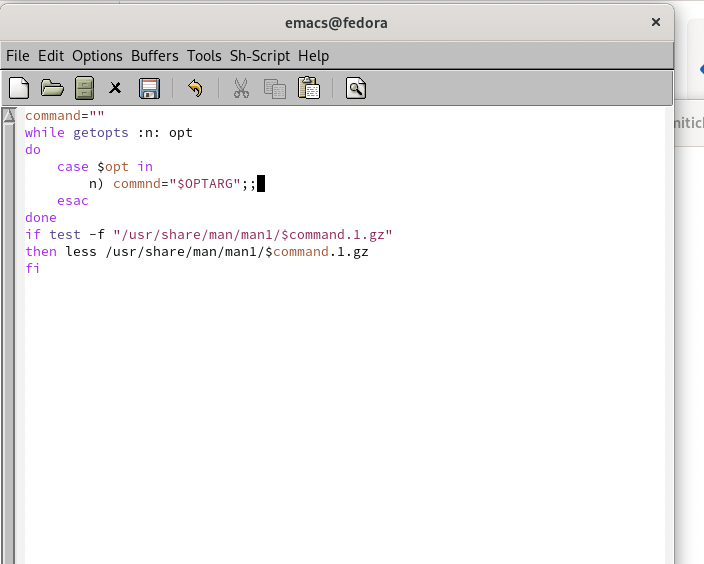 emacs@fedora
File Edit Options Buffers Tools Sh-Script Help
command=""
while getopts :n: opt
do
    case $opt in
        n) commnd="$OPTARG";;
    esac
done
if test -f "/usr/share/man/man1/$command.1.gz"
then less /usr/share/man/man1/$command.1.gz
fi